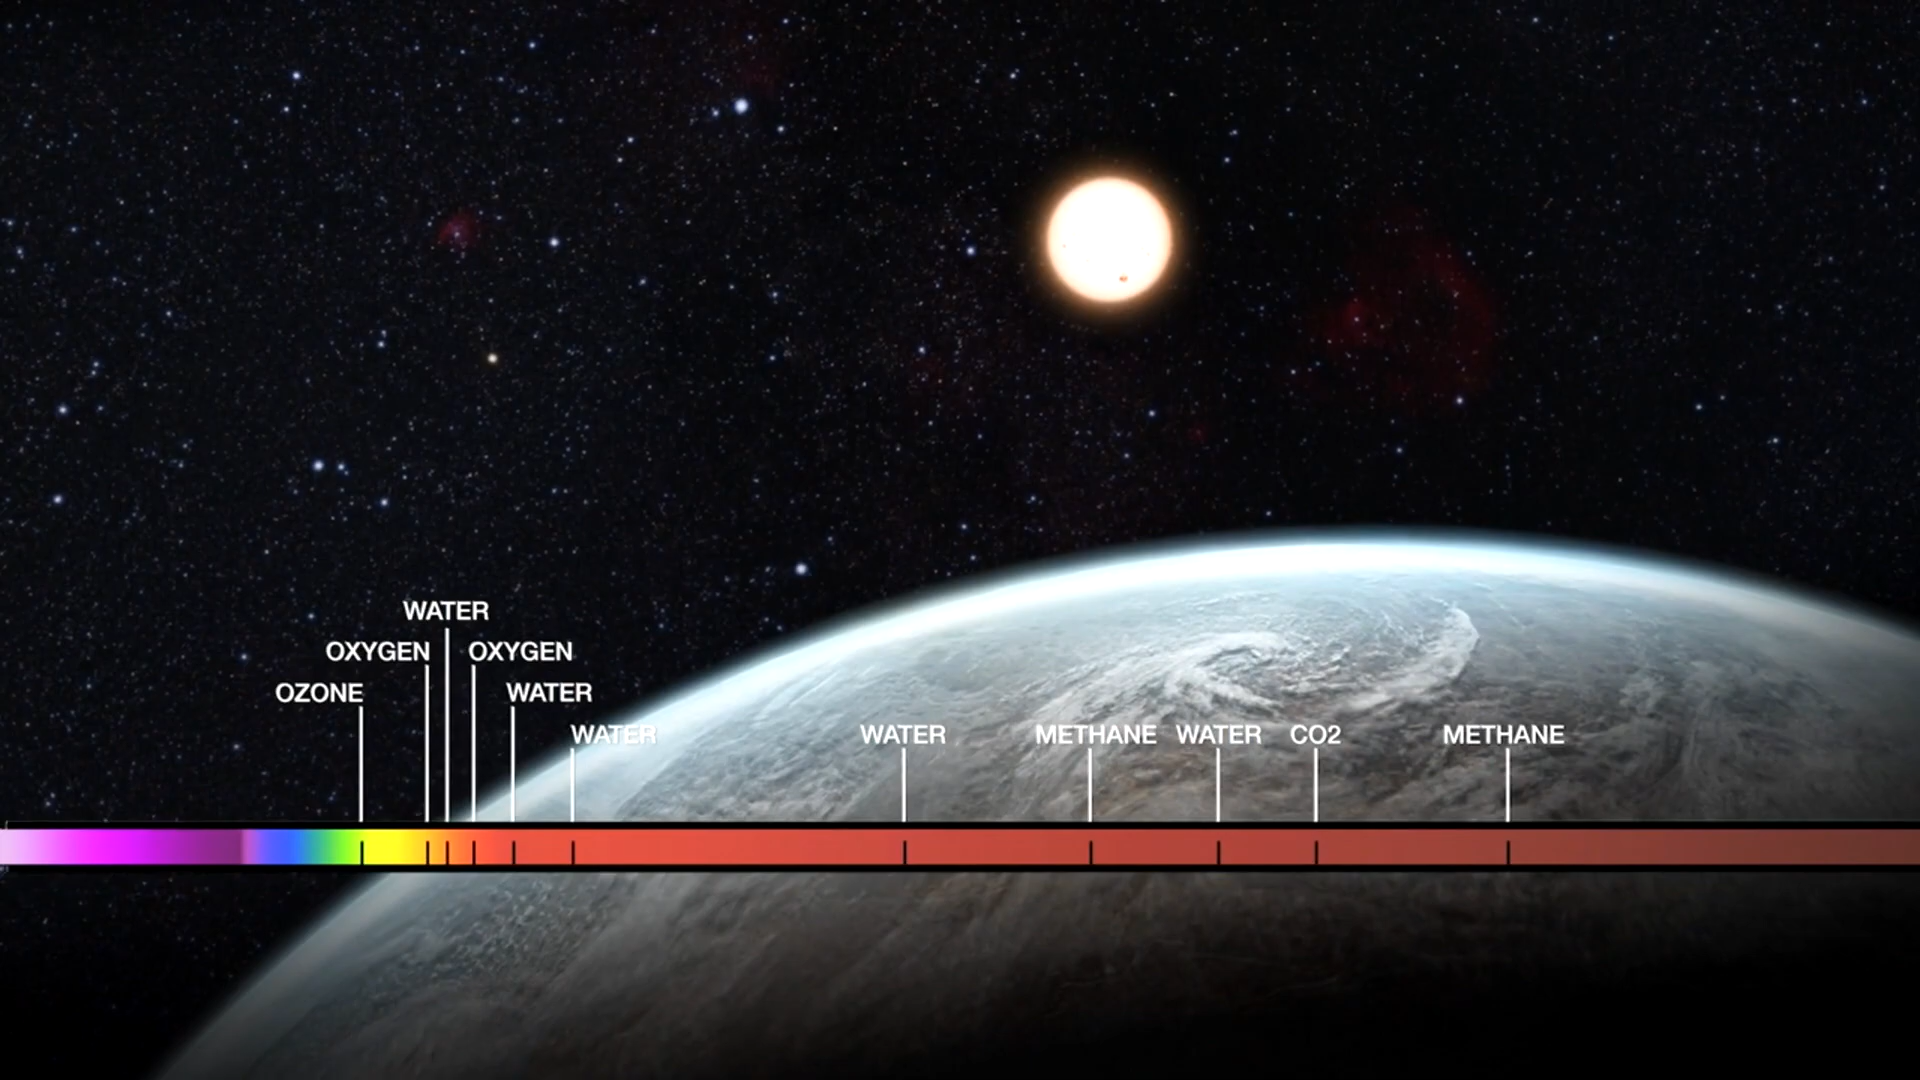 WATER
OXYGEN OXYGEN
OZONE WATER
WATER WATER METHANE WATER CO2 METHANE